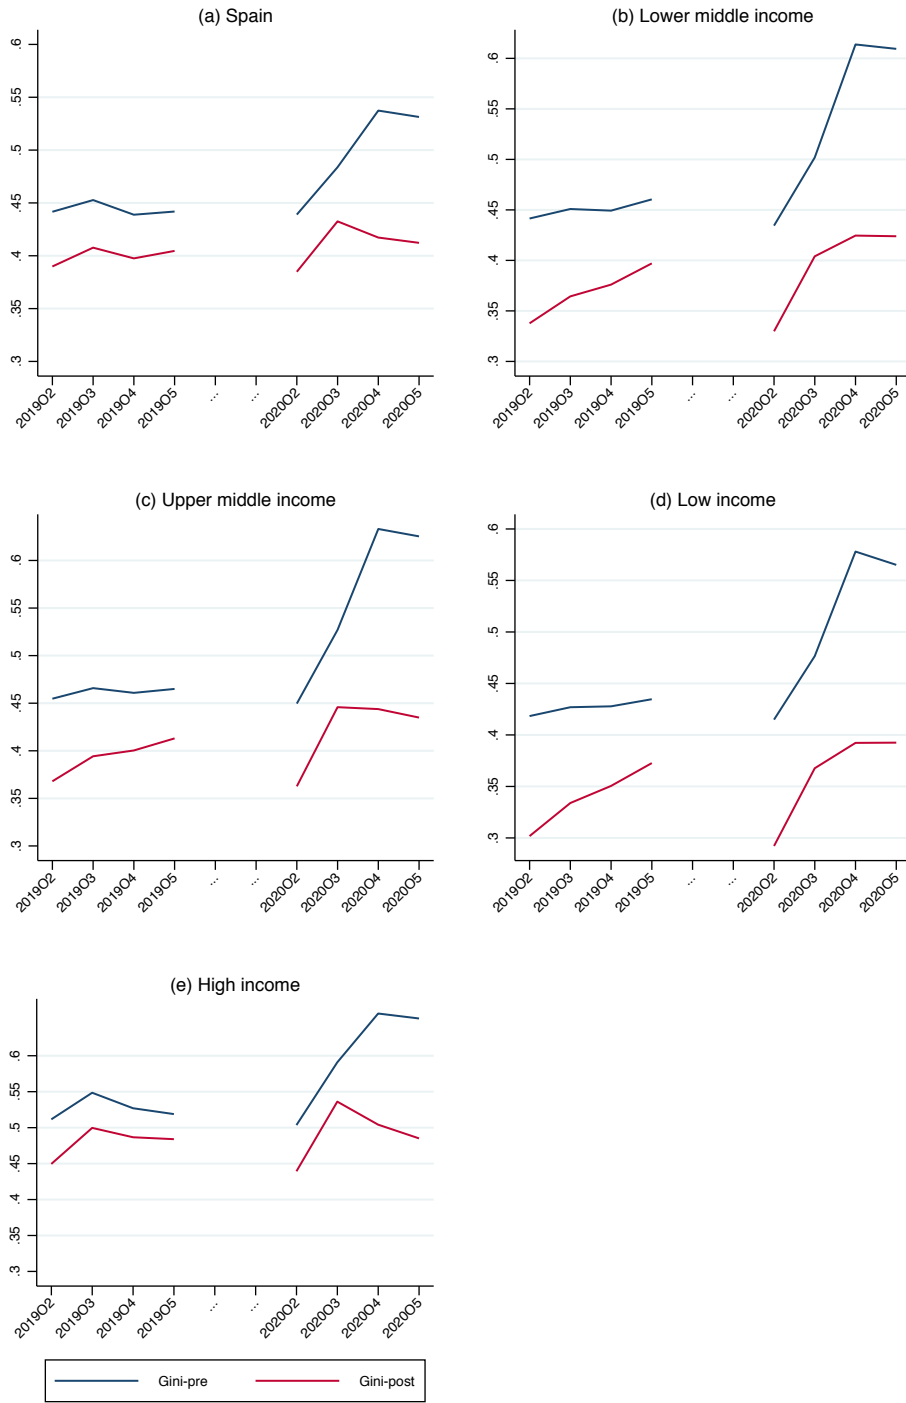 (a) Spain
.6
.55
.5
.45
.4
.35
.3
2019O2
2019O3
2019O4
2019O5
...
...
2020O2
2020O3
2020O4
2020O5
(b) Lower middle income
.6
.55
.5
.45
.4
.35
.3
2019O2
2019O3
2019O4
2019O5
...
...
2020O2
2020O3
2020O4
2020O5
(c) Upper middle income
.6
.55
.5
.45
.4
.35
.3
2019O2
2019O3
2019O4
2019O5
...
...
2020O2
2020O3
2020O4
2020O5
(d) Low income
.6
.55
.5
.45
.4
.35
.3
2019O2
2019O3
2019O4
2019O5
...
...
2020O2
2020O3
2020O4
2020O5
(e) High income
.6
.55
.5
.45
.4
.35
.3
2019O2
2019O3
2019O4
2019O5
...
...
2020O2
2020O3
2020O4
2020O5
Gini-pre Gini-post